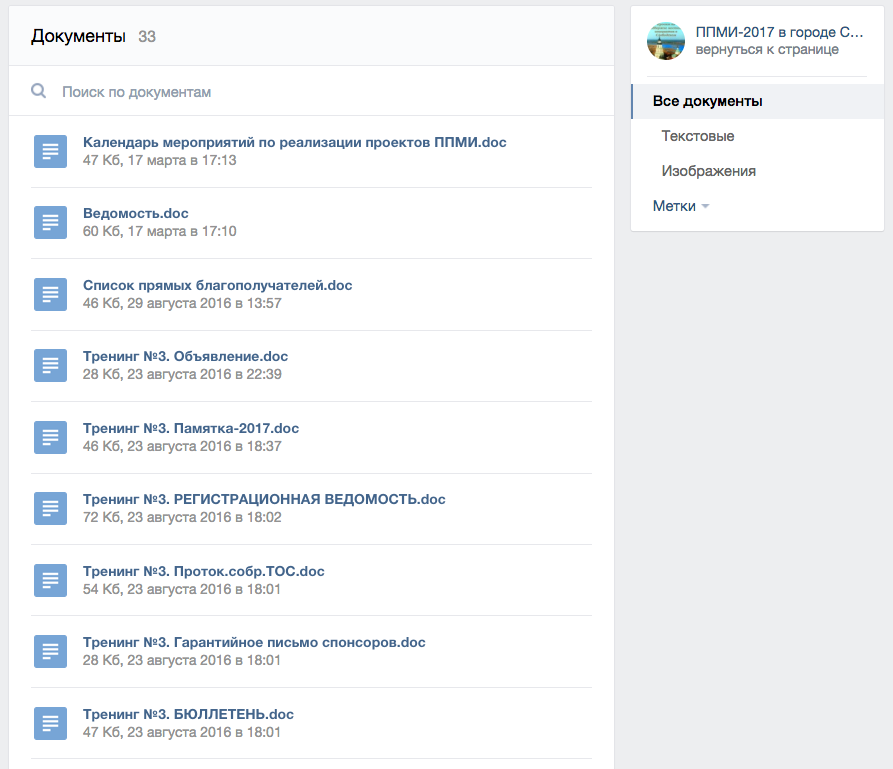 Документы 33
Поиск по документам
Календарь мероприятий по реализации проектов ППМИ.doc
47 Кб, 17 марта в 17:13
Ведомость.doc
60 Кб, 17 марта в 17:10
Список прямых благополучателей.doc
46 Кб, 29 августа 2016 в 13:57
Тренинг №3. Объявление.doc
28 Кб, 23 августа 2016 в 22:39
Тренинг №3. Памятка-2017.doc
46 Кб, 23 августа 2016 в 18:37
Тренинг №3. РЕГИСТРАЦИОННАЯ ВЕДОМОСТЬ.doc
72 Кб, 23 августа 2016 в 18:02
Тренинг №3. Проток.собр.ТОС.doc
54 Кб, 23 августа 2016 в 18:01
Тренинг №3. Гарантийное письмо спонсоров.doc
28 Кб, 23 августа 2016 в 18:01
Тренинг №3. БЮЛЛЕТЕНЬ.doc
47 Кб, 23 августа 2016 в 18:01
ППМИ-2017 в городе С...
вернуться к странице
Все документы
Текстовые
Изображения
Метки